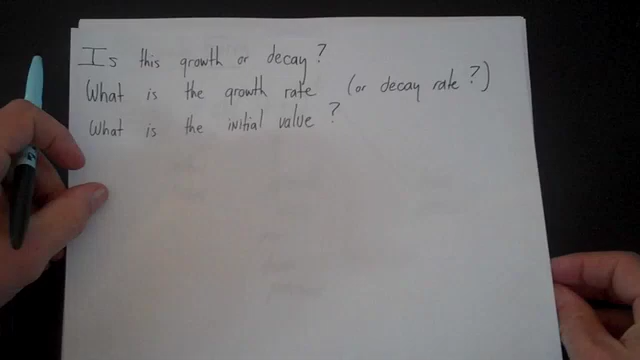 Is this growth or decay?
What is the growth rate (or decay rate?)
What is the initial value?